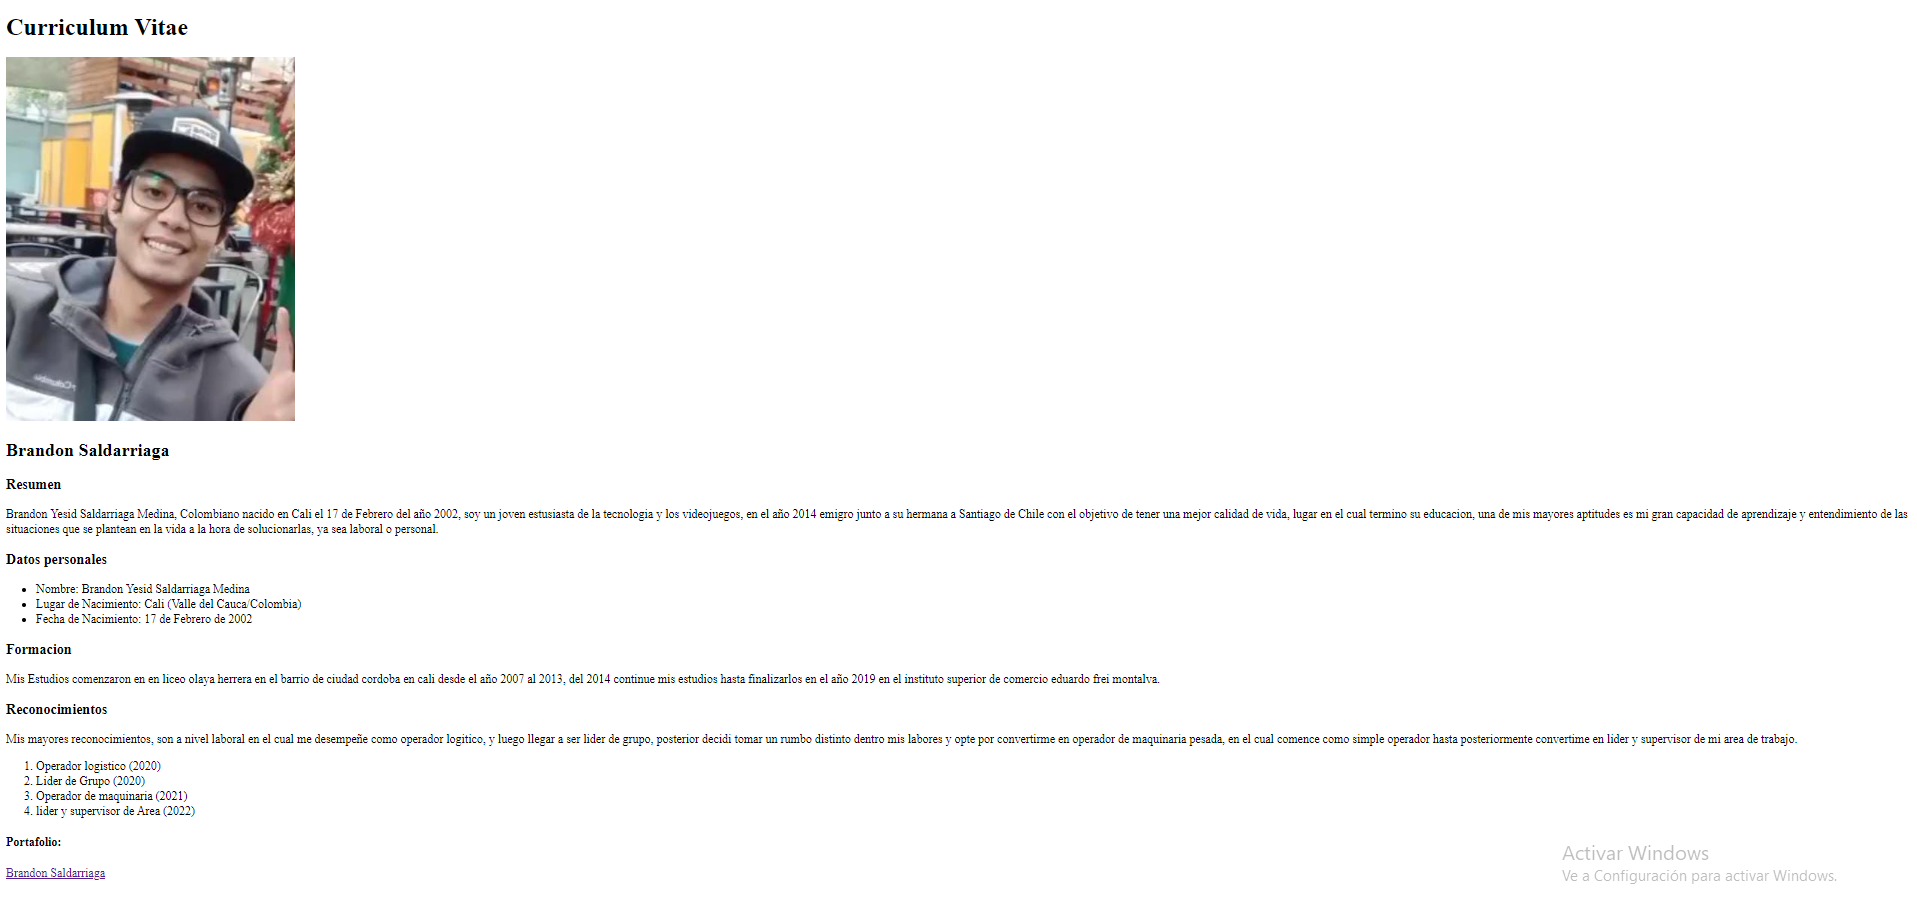 Curriculum Vitae
Brandon Saldarriaga
Resumen
Brandon Yesid Saldarriaga Medina, Colombiano nacido en Cali el 17 de Febrero del año 2002, soy un joven estusiasta de la tecnologia y los videojuegos, en el año 2014 emigro junto a su hermana a Santiago de Chile con el objetivo de tener una mejor calidad de vida, lugar en el cual termino su educacion, una de mis mayores aptitudes es mi gran capacidad de aprendizaje y entendimiento de las
situaciones que se plantean en la vida a la hora de solucionarlas, ya sea laboral o personal.
Datos personales
• Nombre: Brandon Yesid Saldarriaga Medina
• Lugar de Nacimiento: Cali (Valle del Cauca/Colombia)
• Fecha de Nacimiento: 17 de Febrero de 2002
Formacion
Mis Estudios comenzaron en en liceo olaya herrera en el barrio de ciudad cordoba en cali desde el año 2007 al 2013, del 2014 continue mis estudios hasta finalizarlos en el año 2019 en el instituto superior de comercio eduardo frei montalva.
Reconocimientos
Mis mayores reconocimientos, son a nivel laboral en el cual me desempeñe como operador logitico, y luego llegar a ser lider de grupo, posterior decidi tomar un rumbo distinto dentro mis labores y opte por convertirme en operador de maquinaria pesada, en el cual comence como simple operador hasta posteriormente convertime en lider y supervisor de mi area de trabajo.
1. Operador logistico (2020)
2. Lider de Grupo (2020)
3. Operador de maquinaria (2021)
4. lider y supervisor de Area (2022)
Portafolio:
Brandon Saldarriaga
Activar Windows
Ve a Configuración para activar Windows.